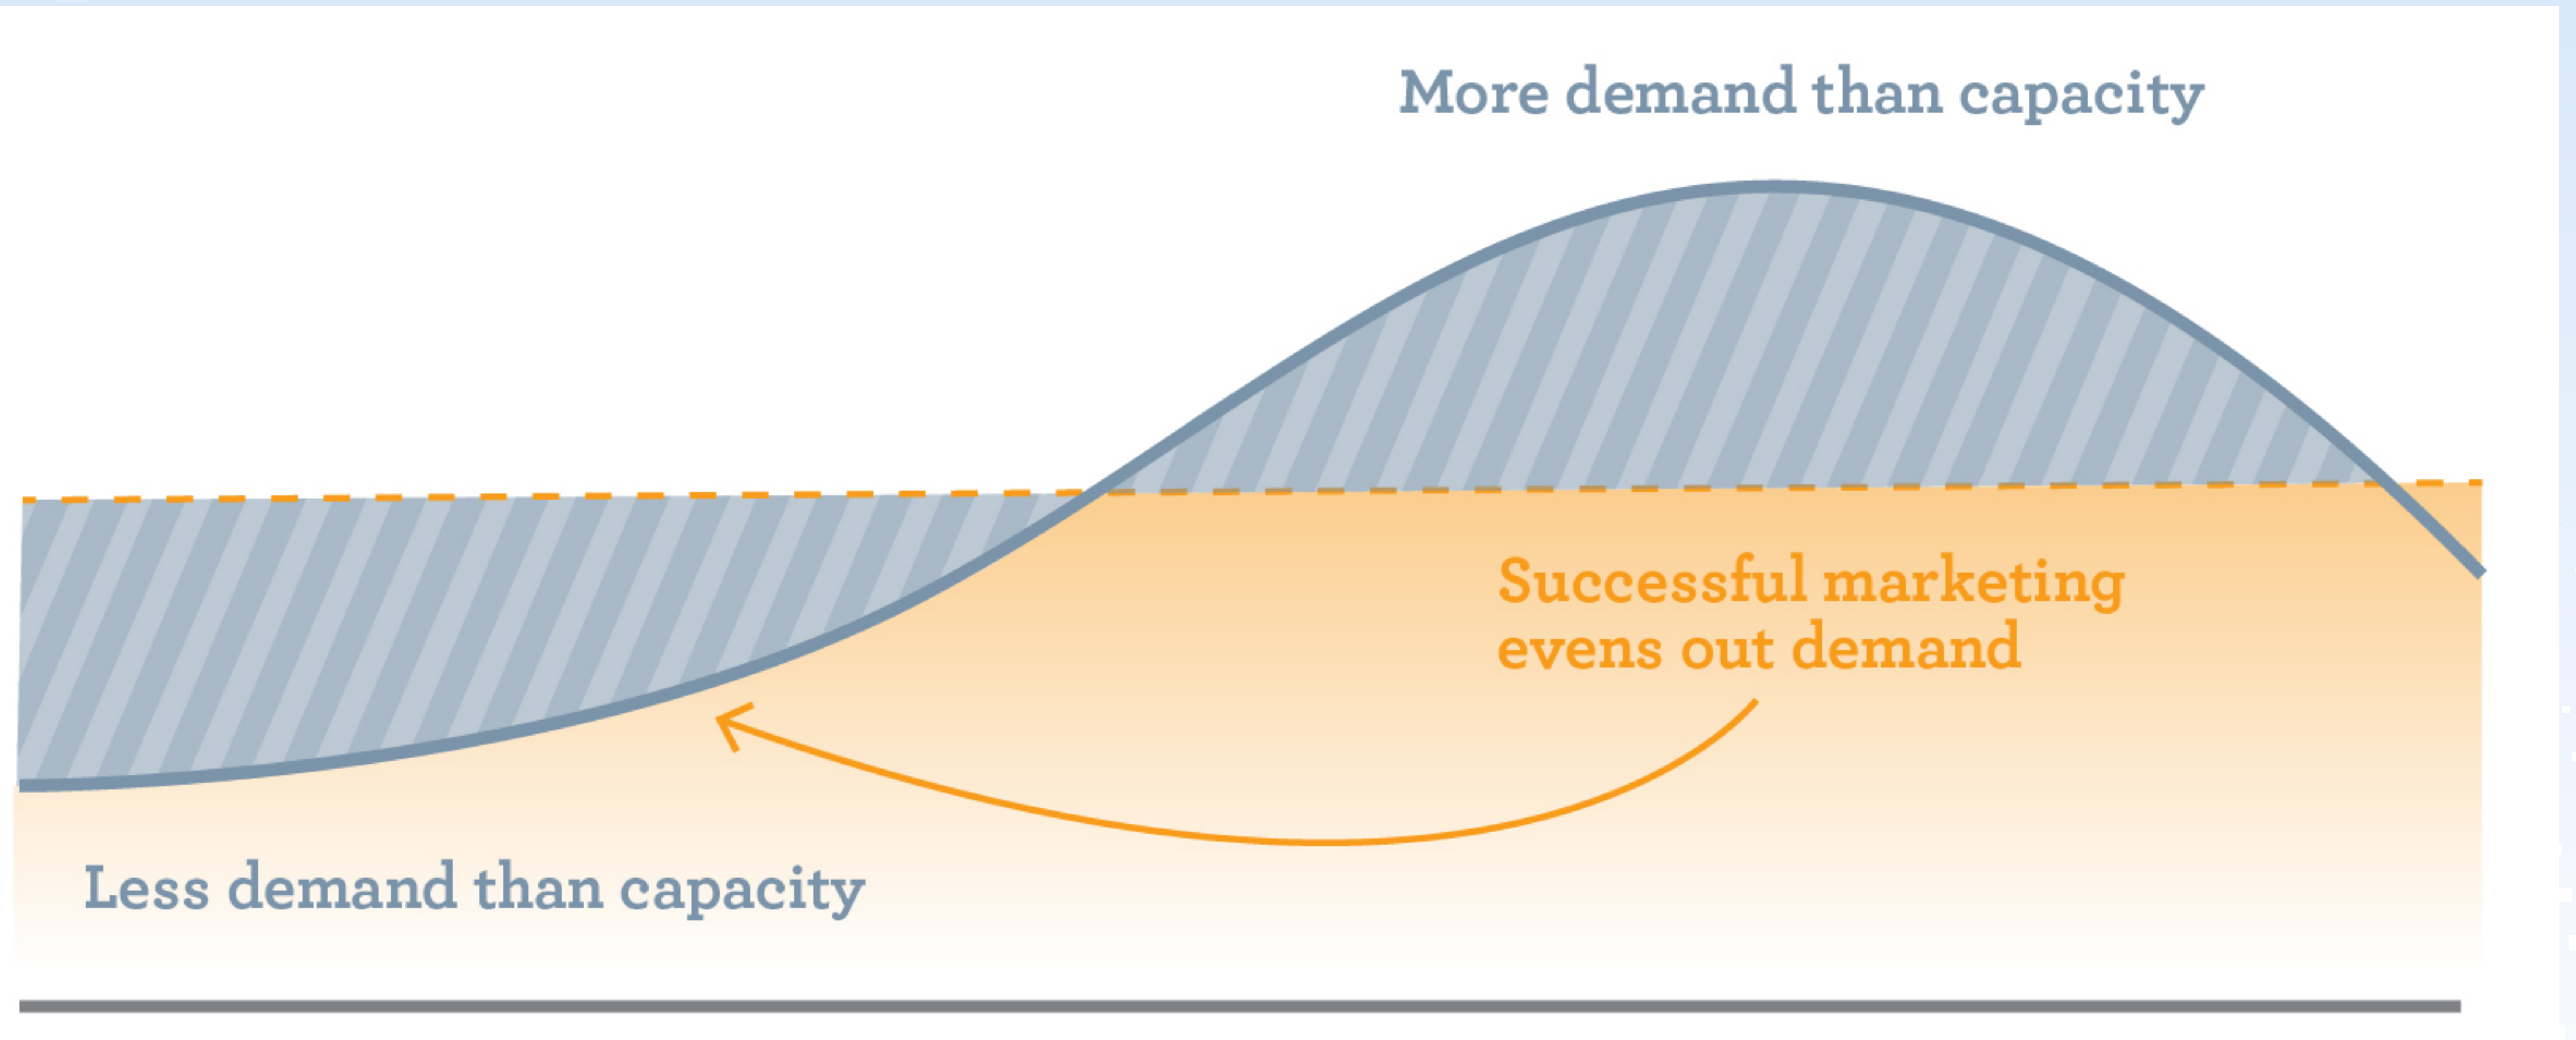 More demand than capacity
Successful marketing
evens out demand
Less demand than capacity